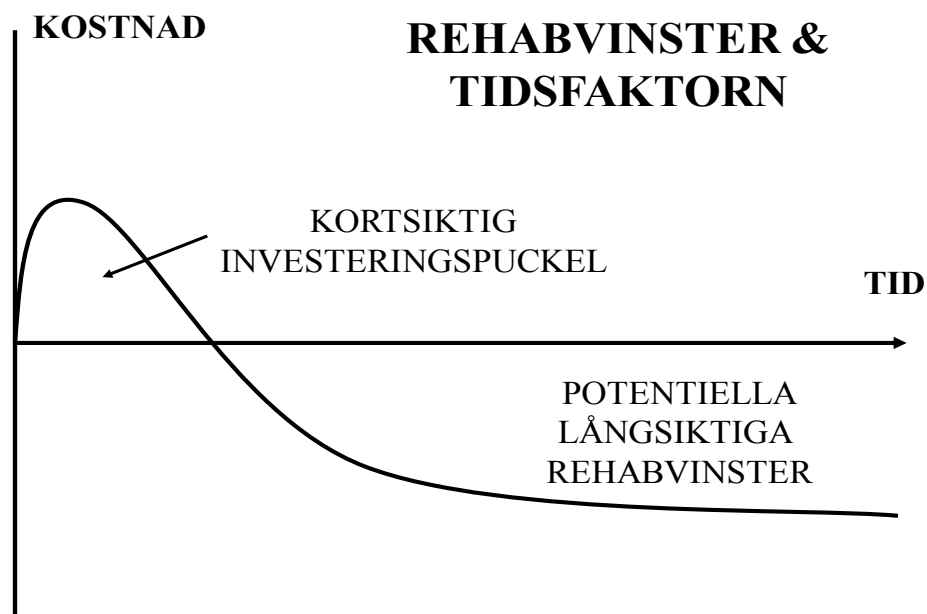 KOSTNAD
REHABVINSTER &
TIDSFAKTORN
KORTSIKTIG
INVESTERINGSPUCKEL
TID
POTENTIELLA
LÅNGSIKTIGA
REHABVINSTER